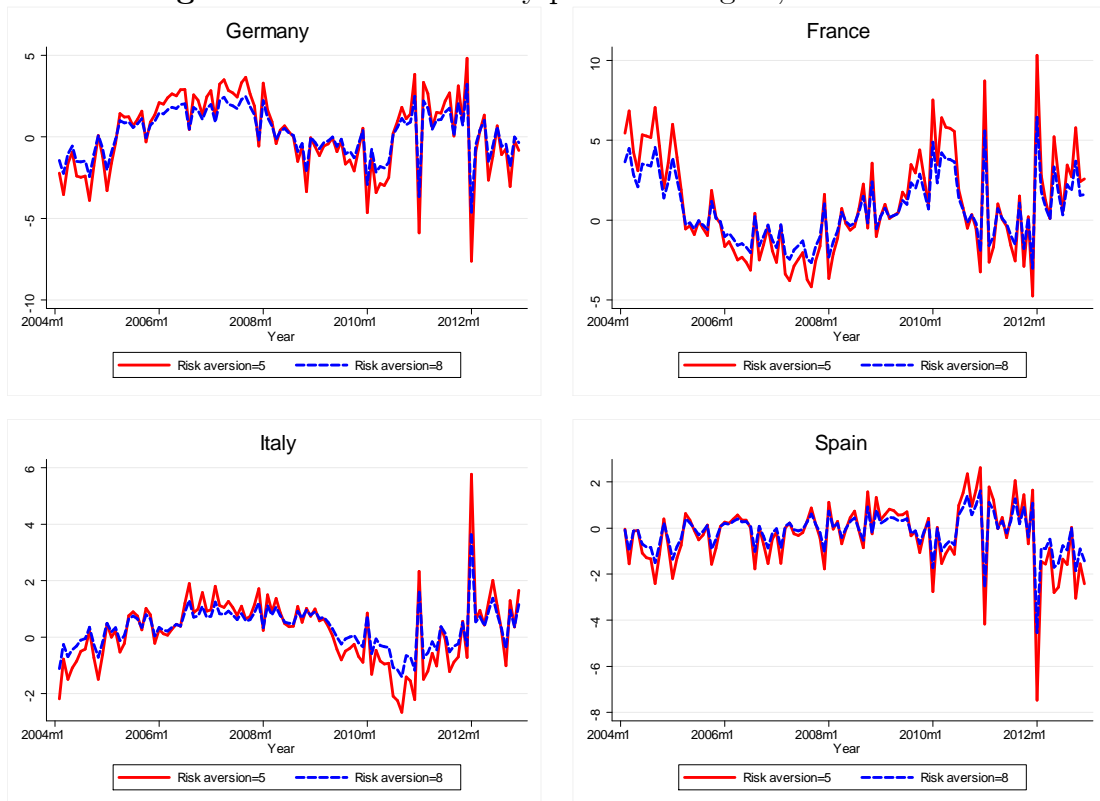 Germany
5
0
-5
-10
2004m1 2006m1 2008m1 2010m1 2012m1
Year
Risk aversion=5 Risk aversion=8
France
10
5
0
-5
2004m1 2006m1 2008m1 2010m1 2012m1
Year
Risk aversion=5 Risk aversion=8
Italy
6
4
2
0
-2
2004m1 2006m1 2008m1 2010m1 2012m1
Year
Risk aversion=5 Risk aversion=8
Spain
2
0
-2
-4
-6
-8
2004m1 2006m1 2008m1 2010m1 2012m1
Year
Risk aversion=5 Risk aversion=8